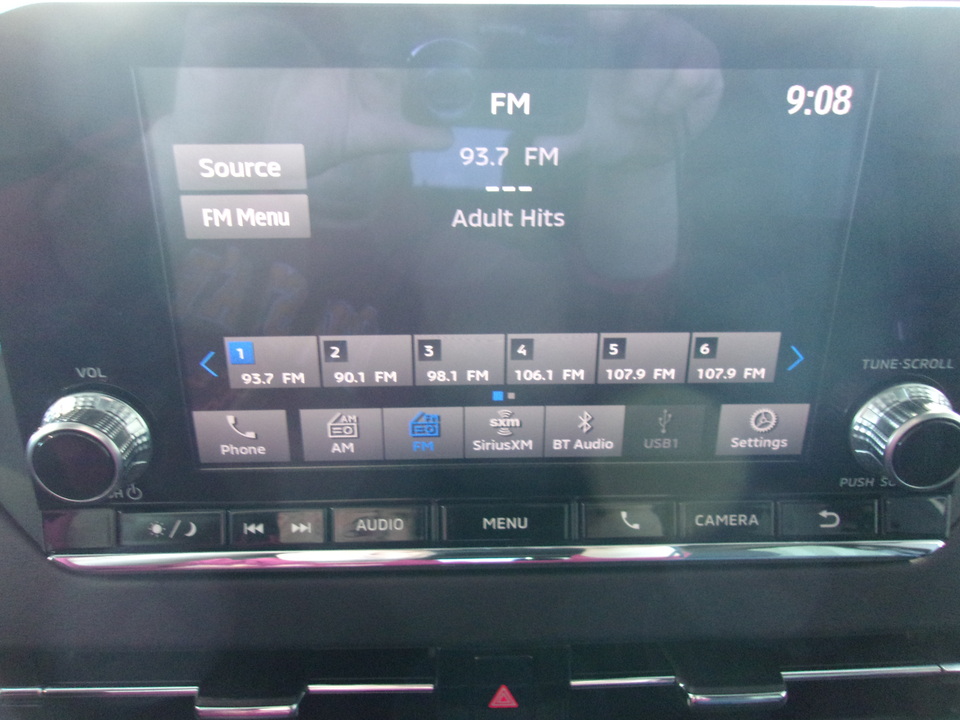 FM
9:08
Source
93.7 FM
---
FM Menu
Adult Hits
1 2 3 4 5 6
93.7 FM 90.1 FM 98.1 FM 106.1 FM 107.9 FM 107.9 FM
VOL
TUNE·SCROLL
Phone
AM
AM
FM
sxm
SiriusXM
BT Audio
USB1
Settings
PUSH
AUDIO
MENU
CAMERA